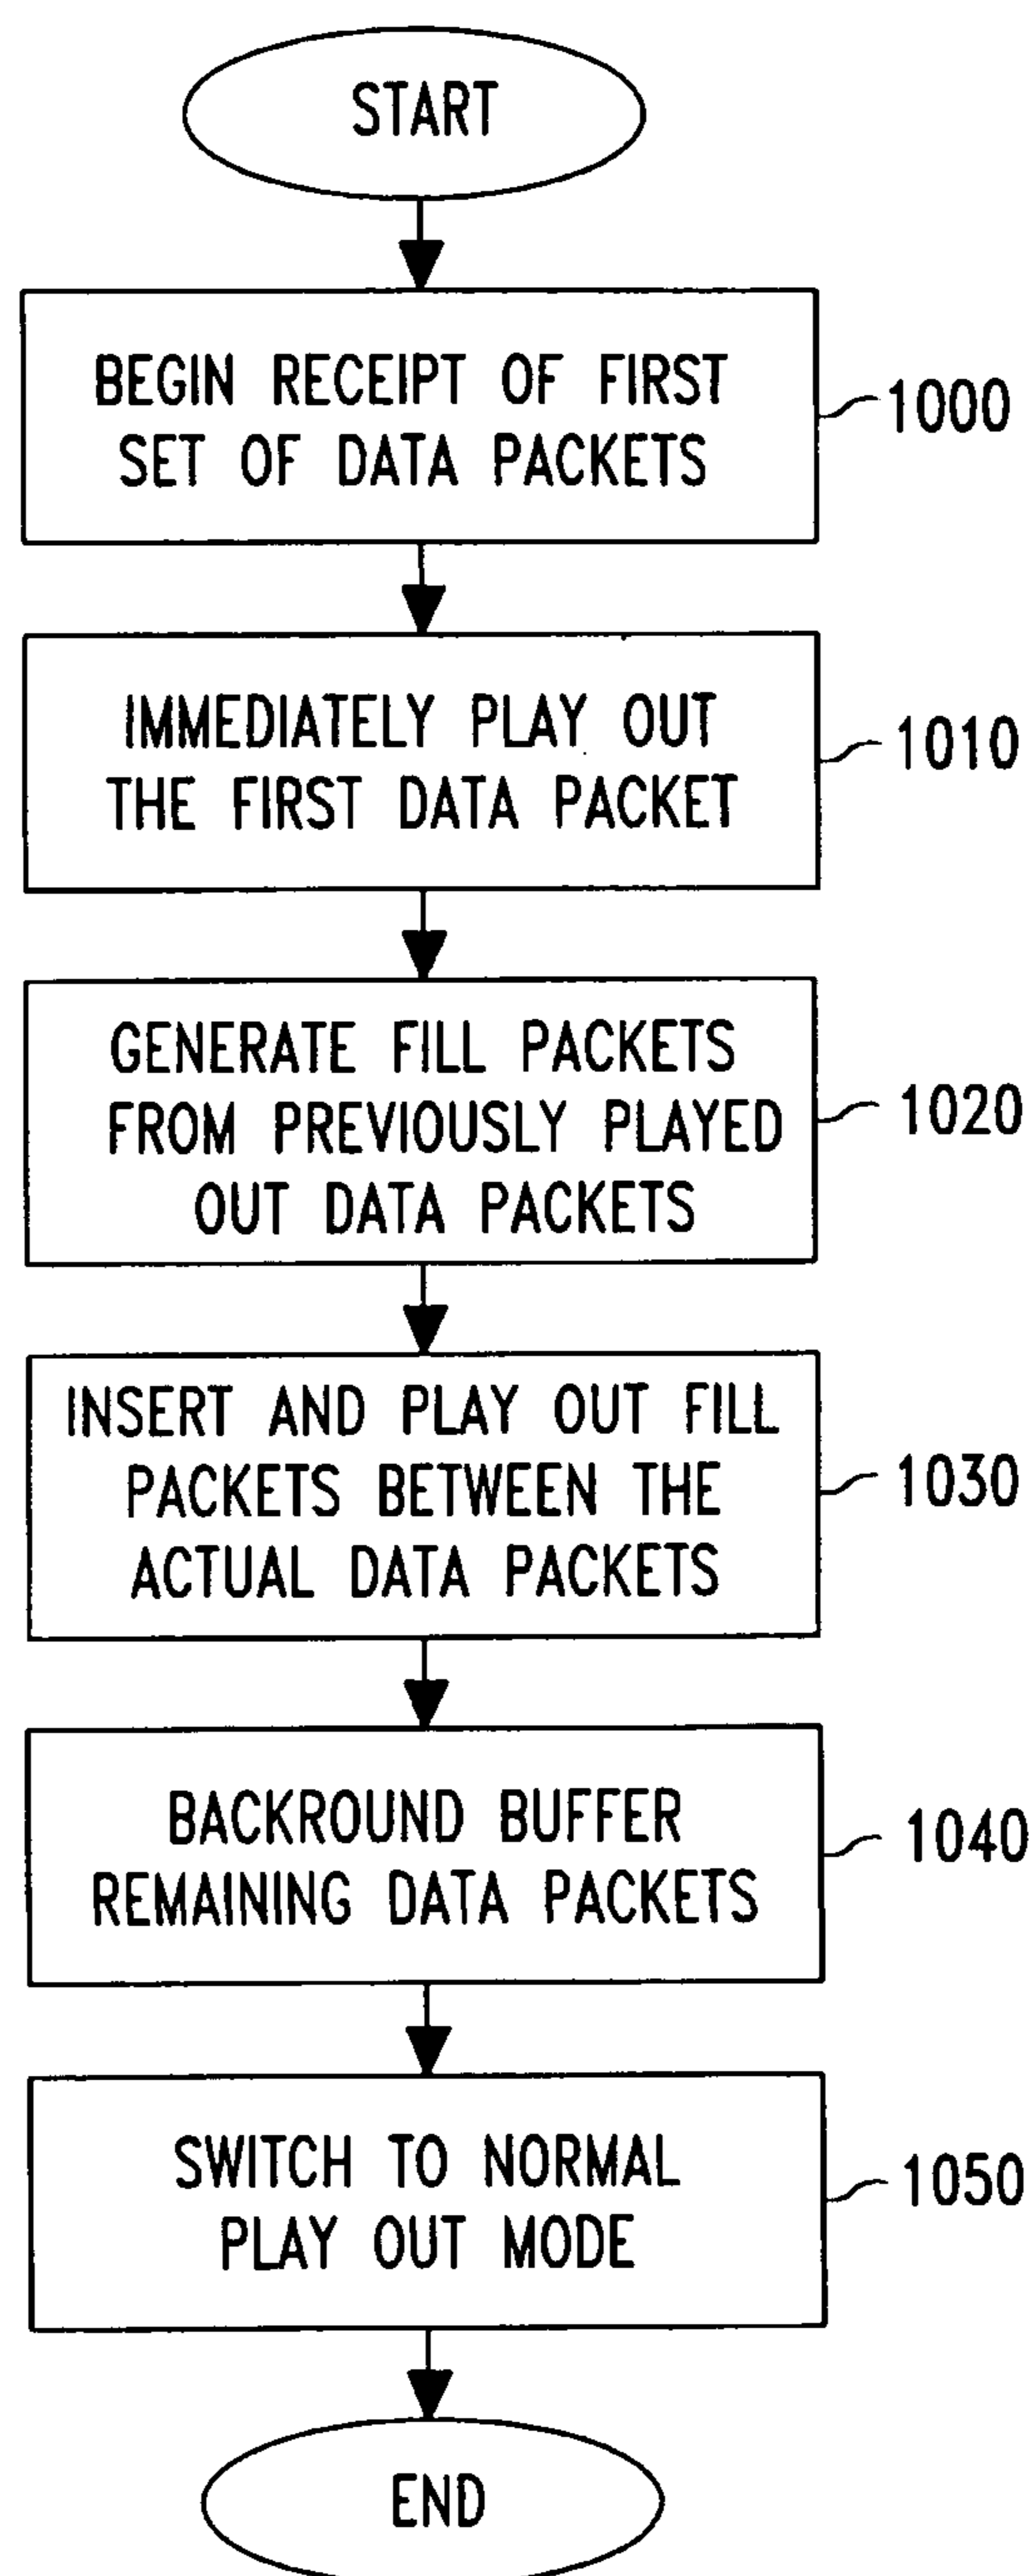 START
BEGIN RECEIPT OF FIRST
SET OF DATA PACKETS
1000
IMMEDIATELY PLAY OUT
THE FIRST DATA PACKET
1010
GENERATE FILL PACKETS
FROM PREVIOUSLY PLAYED
OUT DATA PACKETS
1020
INSERT AND PLAY OUT FILL
PACKETS BETWEEN THE
ACTUAL DATA PACKETS
1030
BACKROUND BUFFER
REMAINING DATA PACKETS
1040
SWITCH TO NORMAL
PLAY OUT MODE
1050
END